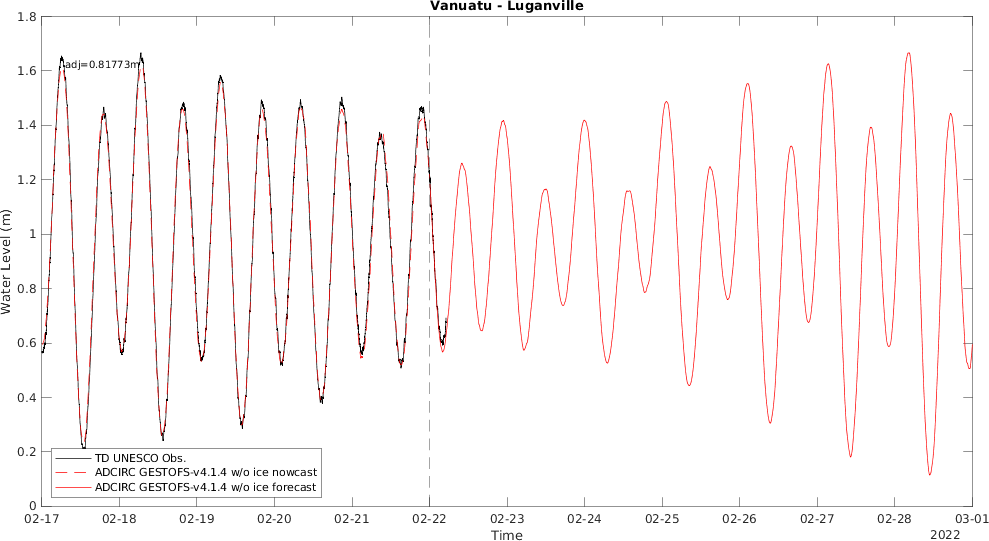 Vanuatu - Luganville
1.8
1.6
1.4
1.2
1
0.8
0.6
0.4
0.2
0
Water Level (m)
adj=0.81773m
TD UNESCO Obs.
ADCIRC GESTOFS-v4.1.4 w/o ice nowcast
ADCIRC GESTOFS-v4.1.4 w/o ice forecast
02-17 02-18 02-19 02-20 02-21 02-22 02-23 02-24 02-25 02-26 02-27 02-28 03-01
Time
2022